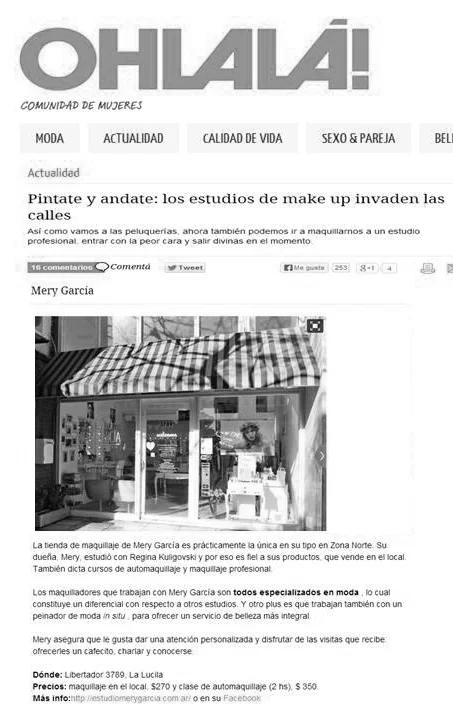 OHLALÁ!
COMUNIDAD DE MUJERES
MODA
ACTUALIDAD
CALIDAD DE VIDA
SEXO & PAREJA
BEL
Actualidad
Pintate y andate: los estudios de make up invaden las
calles
Así como vamos a las peluquerías, ahora también podemos ir a maquillarnos a un estudio
profesional, entrar con la peor cara y salir divinas en el momento.
16 comentarios Comentá Tweet Me gusta 253 g+1 4
Mery García
La tienda de maquillaje de Mery García es prácticamente la única en su tipo en Zona Norte. Su
dueña, Mery, estudió con Regina Kuligovski y por eso es fiel a sus productos, que vende en el local.
También dicta cursos de automaquillaje y maquillaje profesional.
Los maquilladores que trabajan con Mery García son todos especializados en moda , lo cual
constituye un diferencial con respecto a otros estudios. Y otro plus es que trabajan también con un
peinador de moda in situ , para ofrecer un servicio de belleza más integral.
Mery asegura que le gusta dar una atención personalizada y disfrutar de las visitas que recibe:
ofrecerles un cafecito, charlar y conocerse.
Dónde: Libertador 3789, La Lucila
Precios: maquillaje en el local, $270 y clase de automaquillaje (2 hs), $ 350.
Más info:http://estudiomerygarcia.com.ar/ o en su Facebook